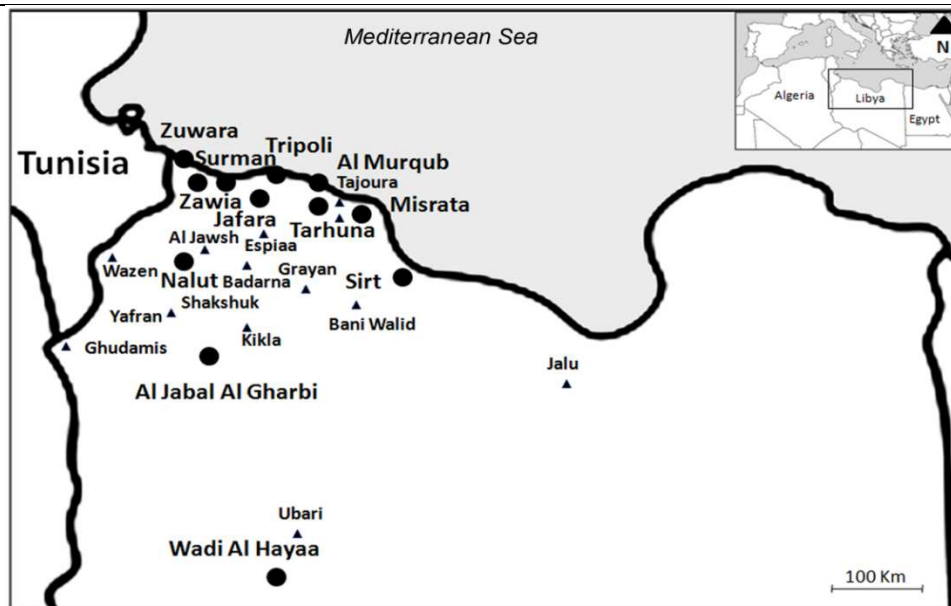 Mediterranean Sea
N
Algeria
Libya
Egypt
Tunisia
Zuwara
Surman
Tripoli
Al Murqub
Tajoura
Zawia
Misrata
Jafara
Tarhuna
Al Jawsh
Espiaa
Wazen
Nalut
Badarna
Grayan
Sirt
Shakshuk
Yafran
Bani Walid
Kikla
Ghudamis
Jalu
Al Jabal Al Gharbi
Ubari
Wadi Al Hayaa
100 Km